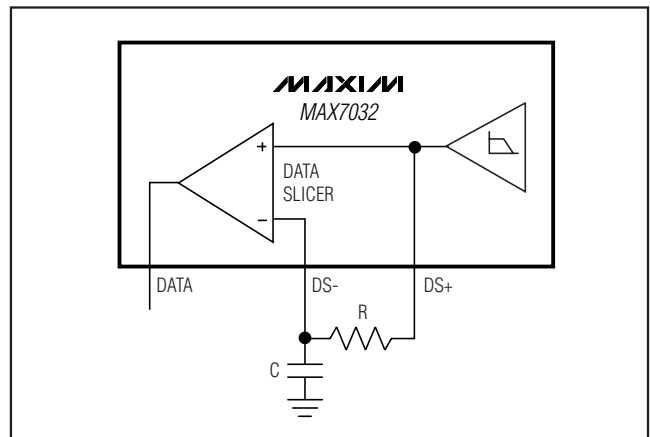 MAXIM
MAX7032
+
DATA
SLICER
−
DATA
DS-
DS+
R
C